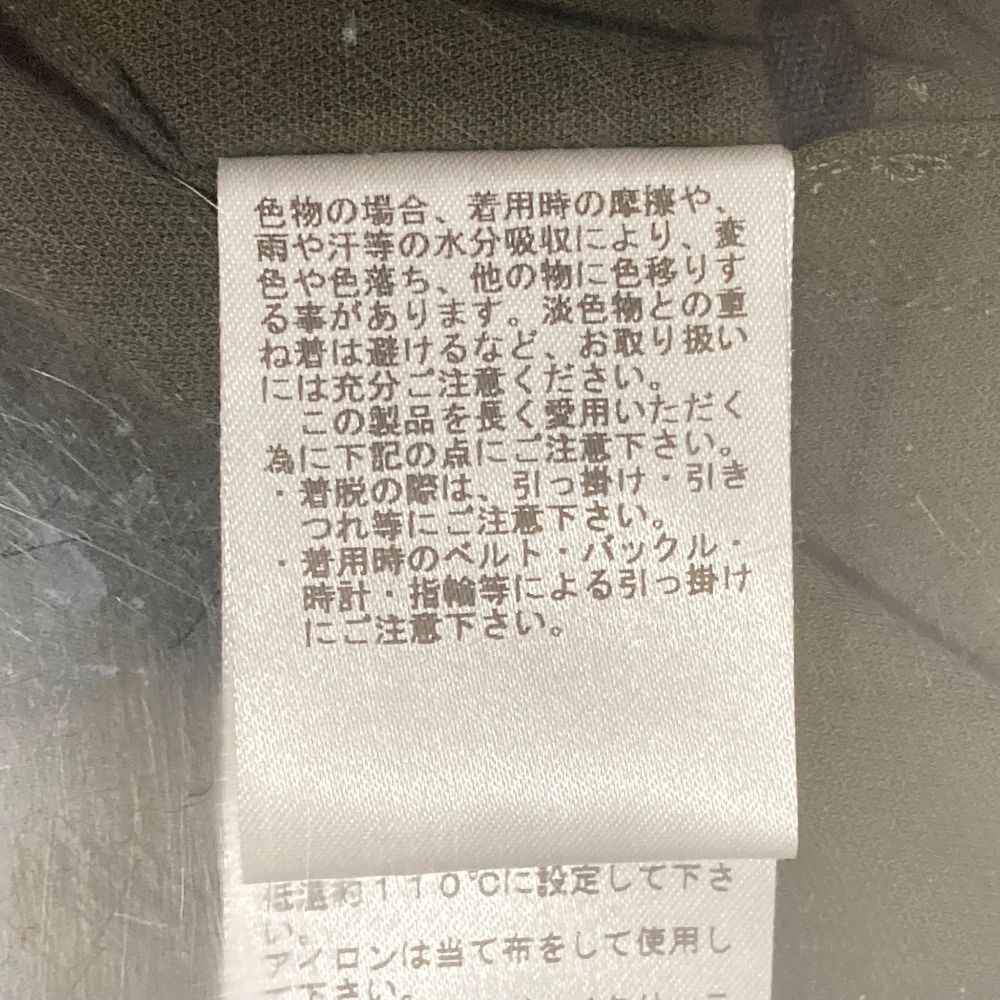 色物の場合、着用時の摩擦や、
雨や汗等の水分吸収により、変
色や色落ち、他の物に色移りす
る事があります。淡色物との重
ね着は避けるなど、お取り扱い
には充分ご注意ください。
この製品を長く愛用いただく
為に下記の点にご注意下さい。
・着脱の際は、引っ掛け・引き
つれ等にご注意下さい。
・着用時のベルト・バックル・
時計・指輪等による引っ掛け
にご注意下さい。
低温約110℃に設定して下さ
い。
アイロンは当て布をして使用し
て下さい。